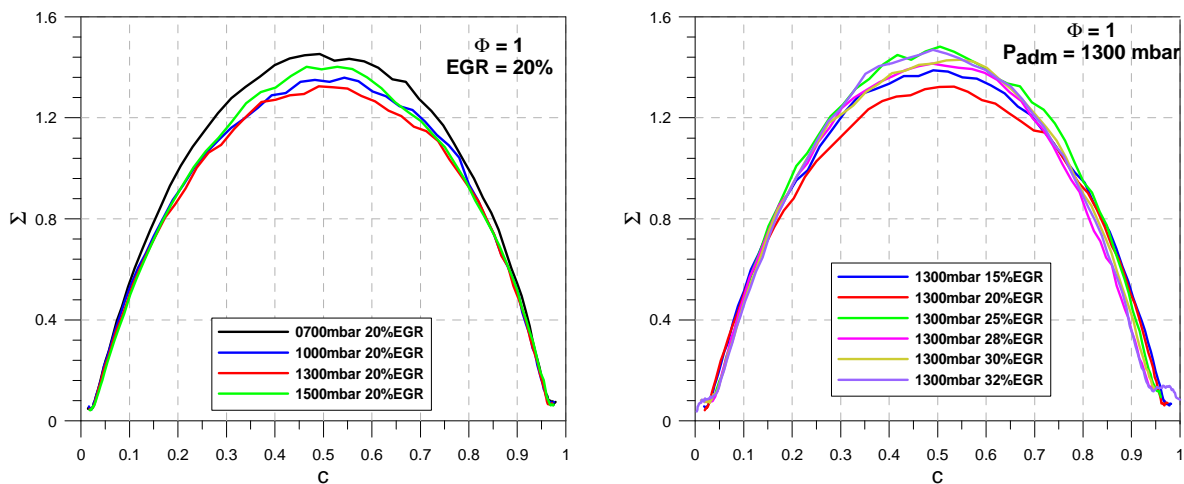 1.6
1.2
0.8
0.4
0
Σ
Φ = 1
EGR = 20%
0700mbar 20%EGR
1000mbar 20%EGR
1300mbar 20%EGR
1500mbar 20%EGR
0 0.1 0.2 0.3 0.4 0.5 0.6 0.7 0.8 0.9 1
c
1.6
1.2
0.8
0.4
0
Σ
Φ = 1
Padm = 1300 mbar
1300mbar 15%EGR
1300mbar 20%EGR
1300mbar 25%EGR
1300mbar 28%EGR
1300mbar 30%EGR
1300mbar 32%EGR
0 0.1 0.2 0.3 0.4 0.5 0.6 0.7 0.8 0.9 1
c